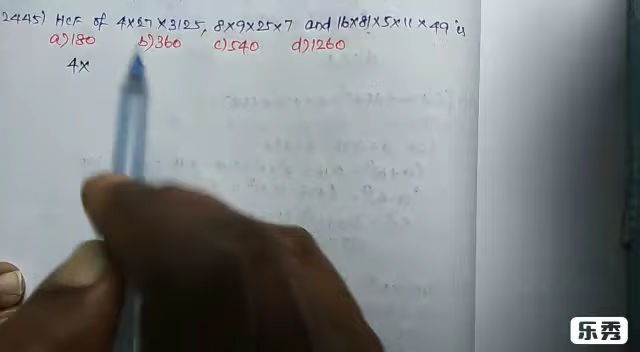 2445) HCF of 4×27×3125, 8×9×25×7 and 16×81×5×11×49 is
a)180 b)360 c)540 d)1260
4×
乐秀